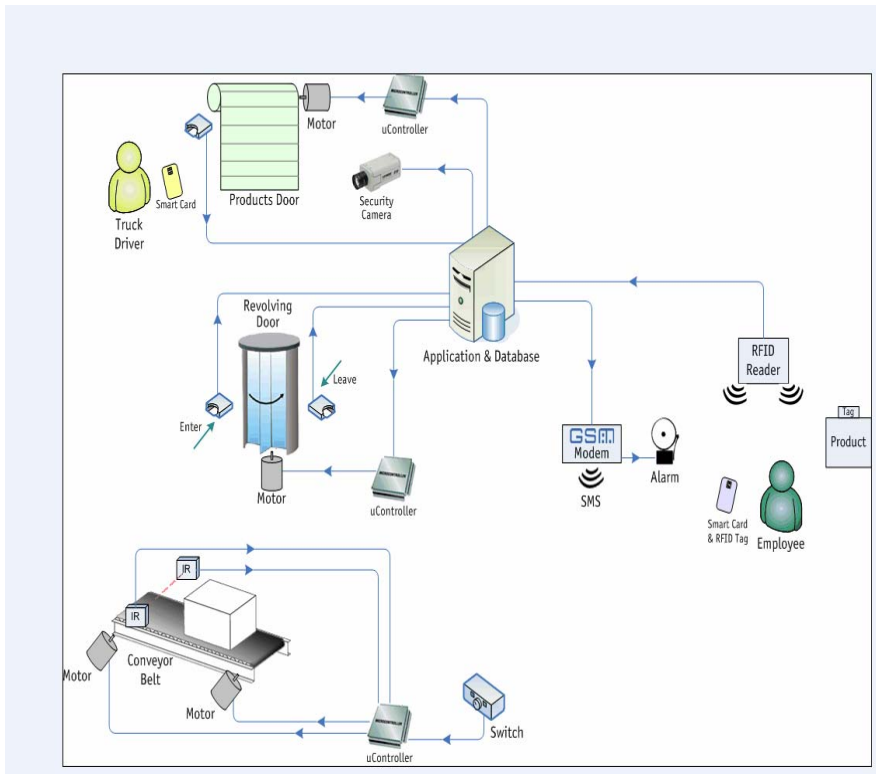 Motor
uController
Products Door
Smart Card
Truck
Driver
Security
Camera
Revolving
Door
Application & Database
Enter
Leave
Motor
uController
RFID
Reader
Tag
Product
GSM
Modem
SMS
Alarm
Smart Card
& RFID Tag
Employee
IR
IR
Conveyor
Belt
Motor
Motor
uController
Switch